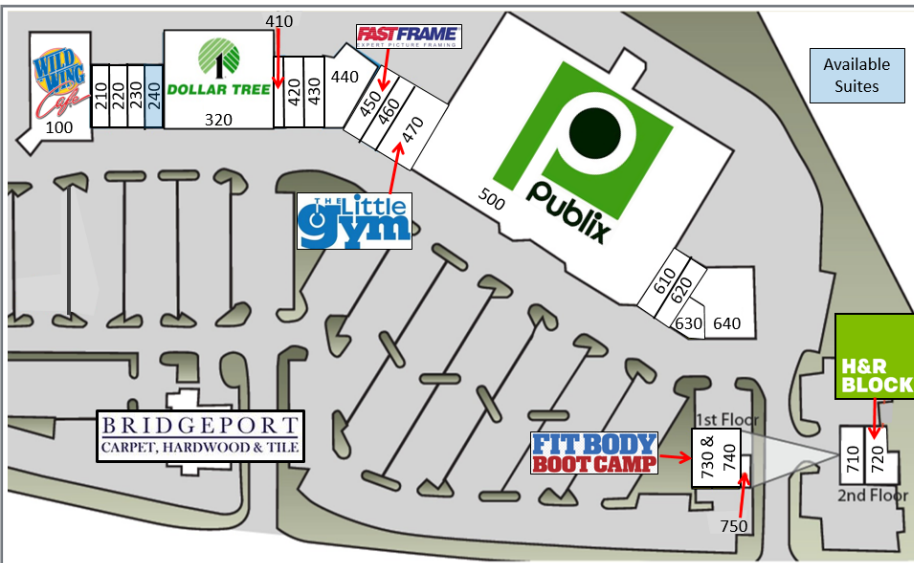 410
FASTFRAME
EXPERT PICTURE FRAMING
WILD
WING
Cafe
100
210
220
230
240
1
DOLLAR TREE
320
420
430
440
450
460
470
Available
Suites
THE Little
gym
500
Publix
610
620
630
640
H&R
BLOCK
BRIDGEPORT
CARPET, HARDWOOD & TILE
FIT BODY
BOOT CAMP
1st Floor
730 &
740
750
710
720
2nd Floor